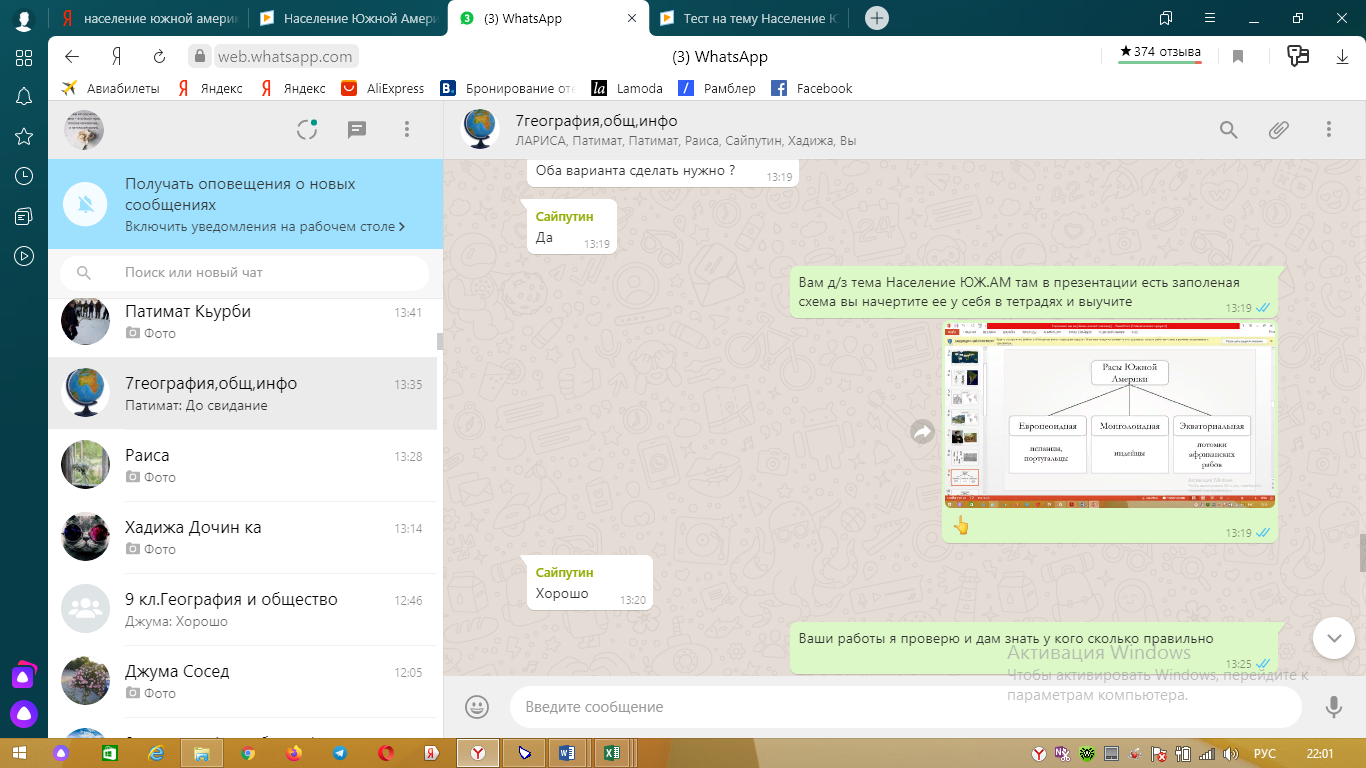 население южной америк
Население Южной Амери
3
(3) WhatsApp
Тест на тему Население Ю
web.whatsapp.com
(3) WhatsApp
★374 отзыва
Авиабилеты
Яндекс
Яндекс
AliExpress
B.
Бронирование оте
la
Lamoda
Рамблер
Facebook
7география,общ,инфо
ЛАРИСА, Патимат, Патимат, Раиса, Сайпутин, Хадижа, Вы
Получать оповещения о новых
сообщениях
Включить уведомления на рабочем столе
Поиск или новый чат
Патимат Кьурби
13:41
Фото
7география,общ,инфо
13:35
Патимат: До свидание
Раиса
13:28
Фото
Хадижа Дочин ка
13:14
Фото
9 кл.География и общество
12:46
Джума: Хорошо
Джума Сосед
12:05
Фото
Оба варианта сделать нужно ?
13:19
Сайпутин
Да
13:19
Вам д/з тема Население ЮЖ.АМ там в презентации есть заполеная
схема вы начертите ее у себя в тетрадях и выучите
13:19
Расы Южной
Америки
Европеоидная
Монголоидная
Экваториальная
испанцы,
португальцы
индейцы
потомки
африканских
рабов
13:19
Сайпутин
Хорошо
13:20
Ваши работы я проверю и дам знать у кого сколько правильно
13:25
Активация Windows
Чтобы активировать Windows, перейдите к
параметрам компьютера.
Введите сообщение
РУС
22:01